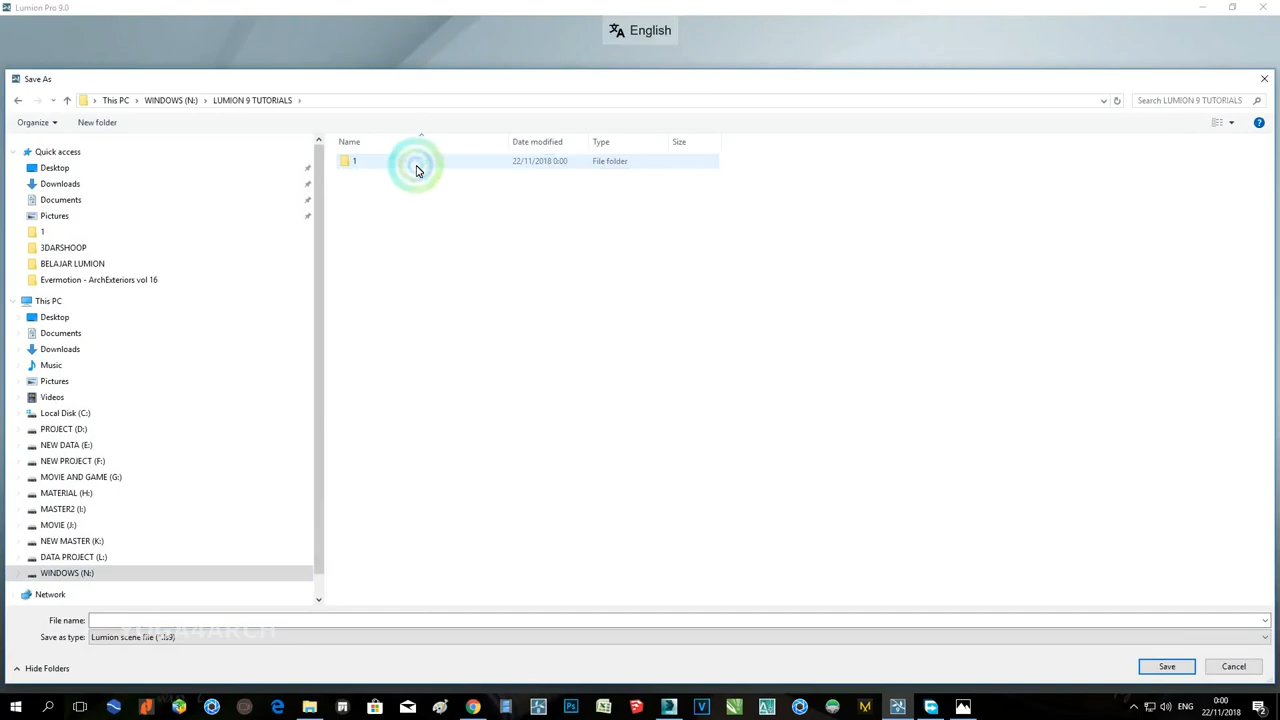 Lumion Pro 9.0
English
Save As
This PC
WINDOWS (N:)
LUMION 9 TUTORIALS
Search LUMION 9 TUTORIALS
Organize
New folder
Name
Date modified
Type
Size
1
22/11/2018 0:00
File folder
Quick access
Desktop
Downloads
Documents
Pictures
1
3DARSHOOP
BELAJAR LUMION
Evermotion - ArchExteriors vol 16
This PC
Desktop
Documents
Downloads
Music
Pictures
Videos
Local Disk (C:)
PROJECT (D:)
NEW DATA (E:)
NEW PROJECT (F:)
MOVIE AND GAME (G:)
MATERIAL (H:)
MASTER2 (I:)
MOVIE (J:)
NEW MASTER (K:)
DATA PROJECT (L:)
WINDOWS (N:)
Network
File name:
Save as type:
Lumion scene file (*.ls9)
Hide Folders
Save
Cancel
ENG
0:00
22/11/2018
2